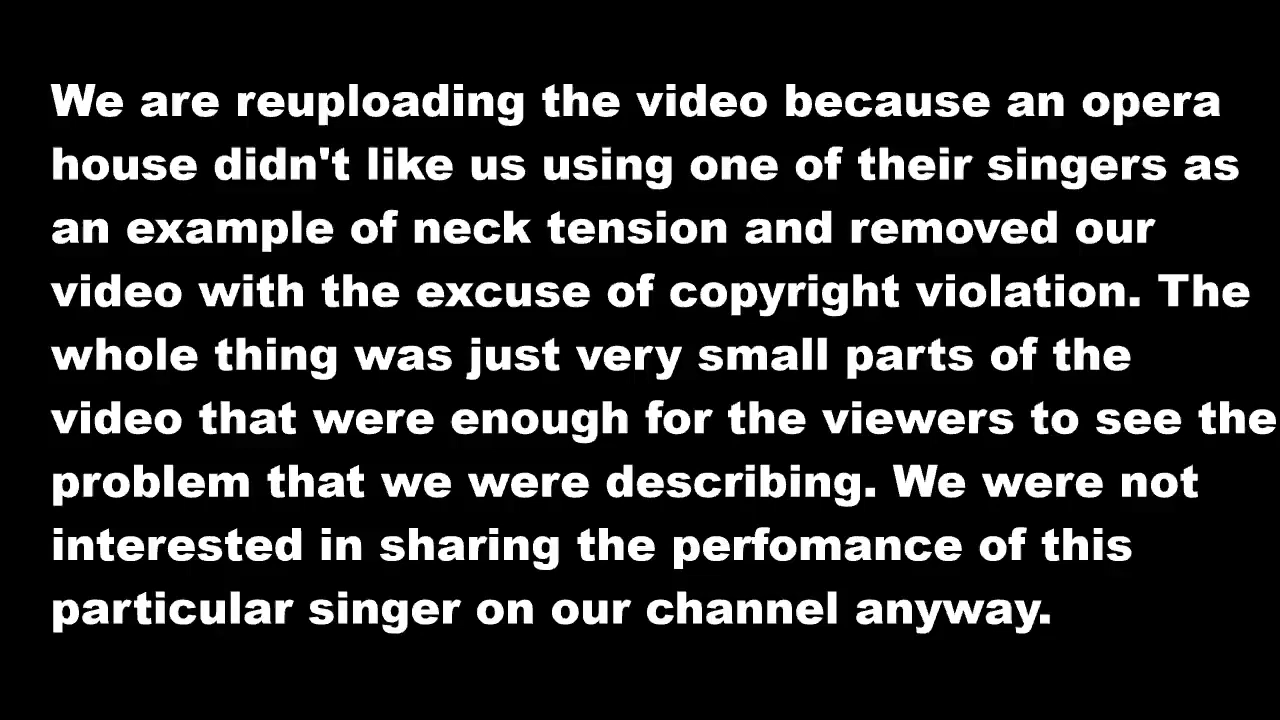 We are reuploading the video because an opera
house didn't like us using one of their singers as
an example of neck tension and removed our
video with the excuse of copyright violation. The
whole thing was just very small parts of the
video that were enough for the viewers to see the
problem that we were describing. We were not
interested in sharing the perfomance of this
particular singer on our channel anyway.